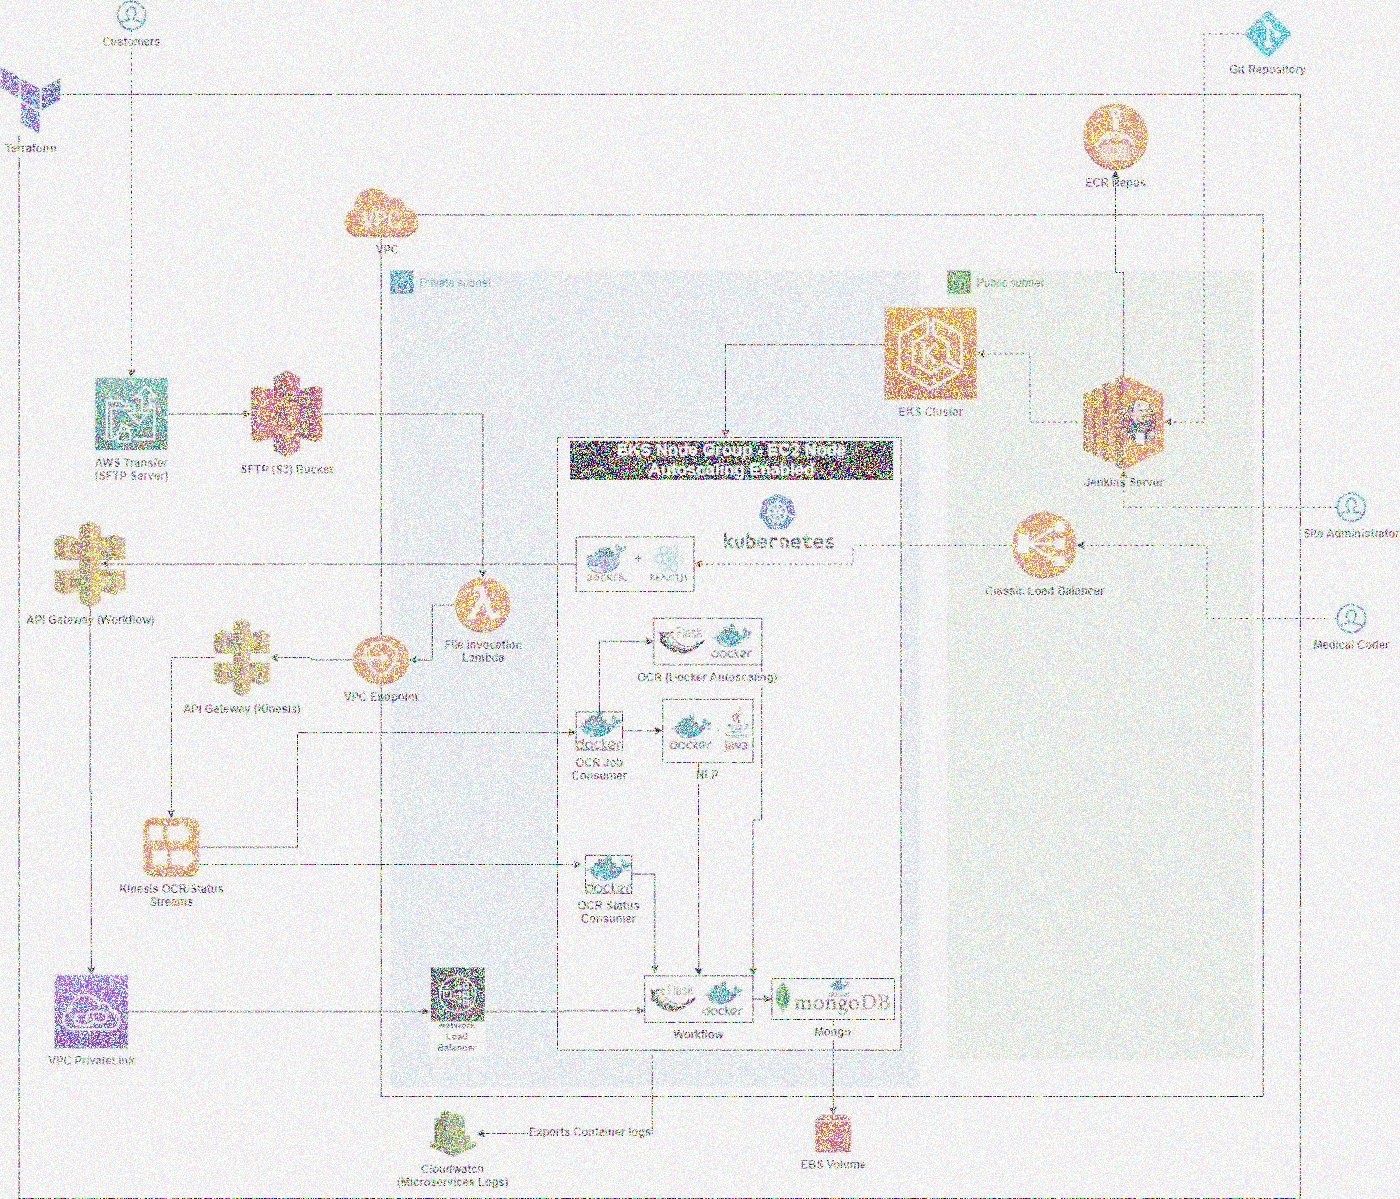 Customers
Git Repository
Terraform
ECR Repos
VPC
VPC
Private subnet
Public subnet
EKS Cluster
AWS Transfer
(SFTP Server)
SFTP (S3) Bucket
EKS Node Group - EC2 Node
Autoscaling Enabled
Jenkins Server
Site Administrator
kubernetes
API Gateway (Workflow)
DOCKER
+
REACTJS
Classic Load Balancer
Medical Coder
File Invocation
Lambda
Flask
docker
OCR (Docker Autoscaling)
API Gateway (Kinesis)
VPC Endpoint
docker
docker
java
OCR Job
Consumer
NLP
Kinesis OCR/Status
Streams
docker
OCR Status
Consumer
Flask
docker
mongoDB
Workflow
Mongo
VPC PrivateLink
Network
Load
Balancer
Exports Container logs
Cloudwatch
(Microservices Logs)
EBS Volume